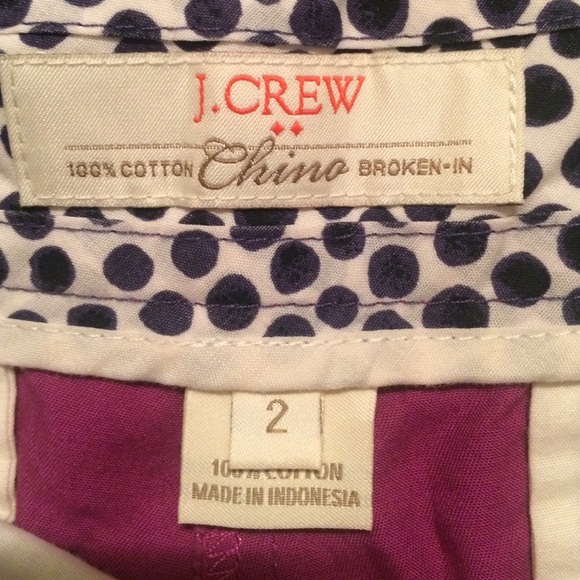 J.CREW
100% COTTON Chino BROKEN-IN
2
100% COTTON
MADE IN INDONESIA